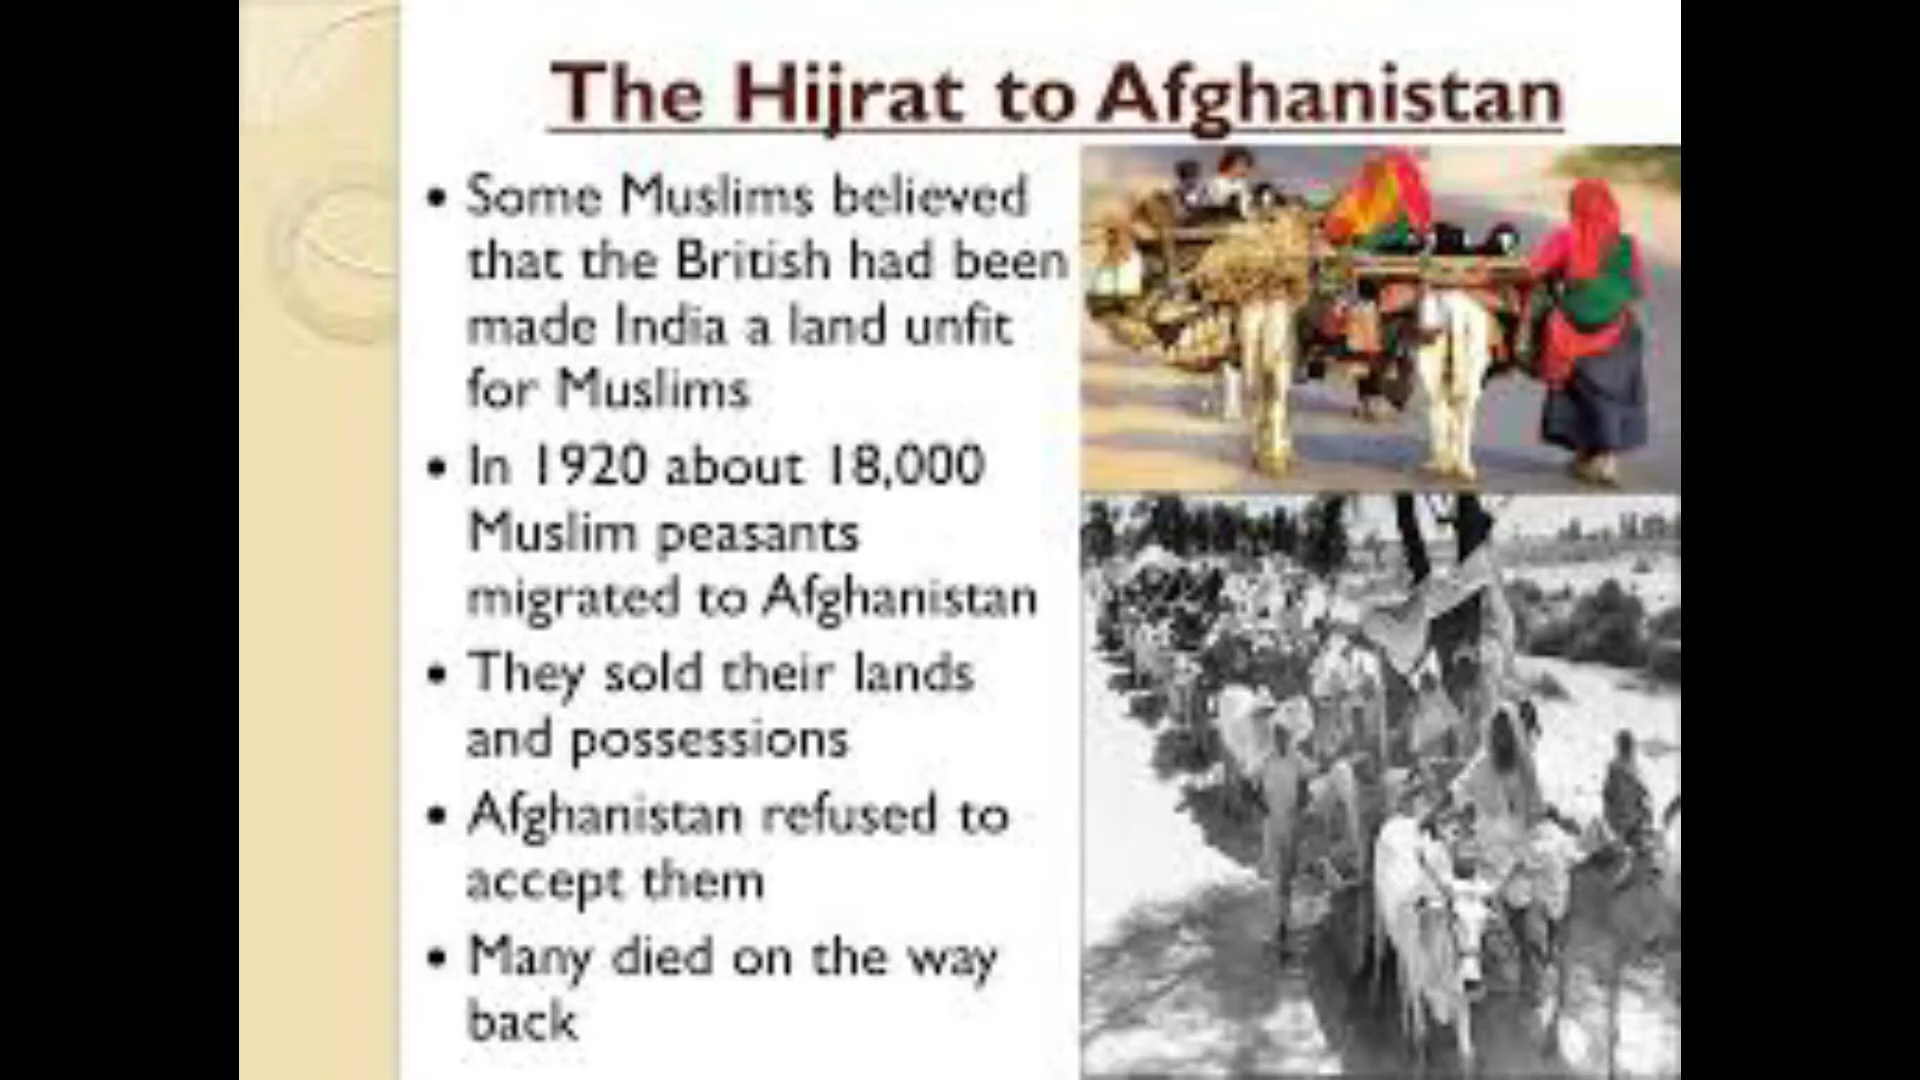 The Hijrat to Afghanistan
• Some Muslims believed
that the British had been
made India a land unfit
for Muslims
• In 1920 about 18,000
Muslim peasants
migrated to Afghanistan
• They sold their lands
and possessions
• Afghanistan refused to
accept them
• Many died on the way
back